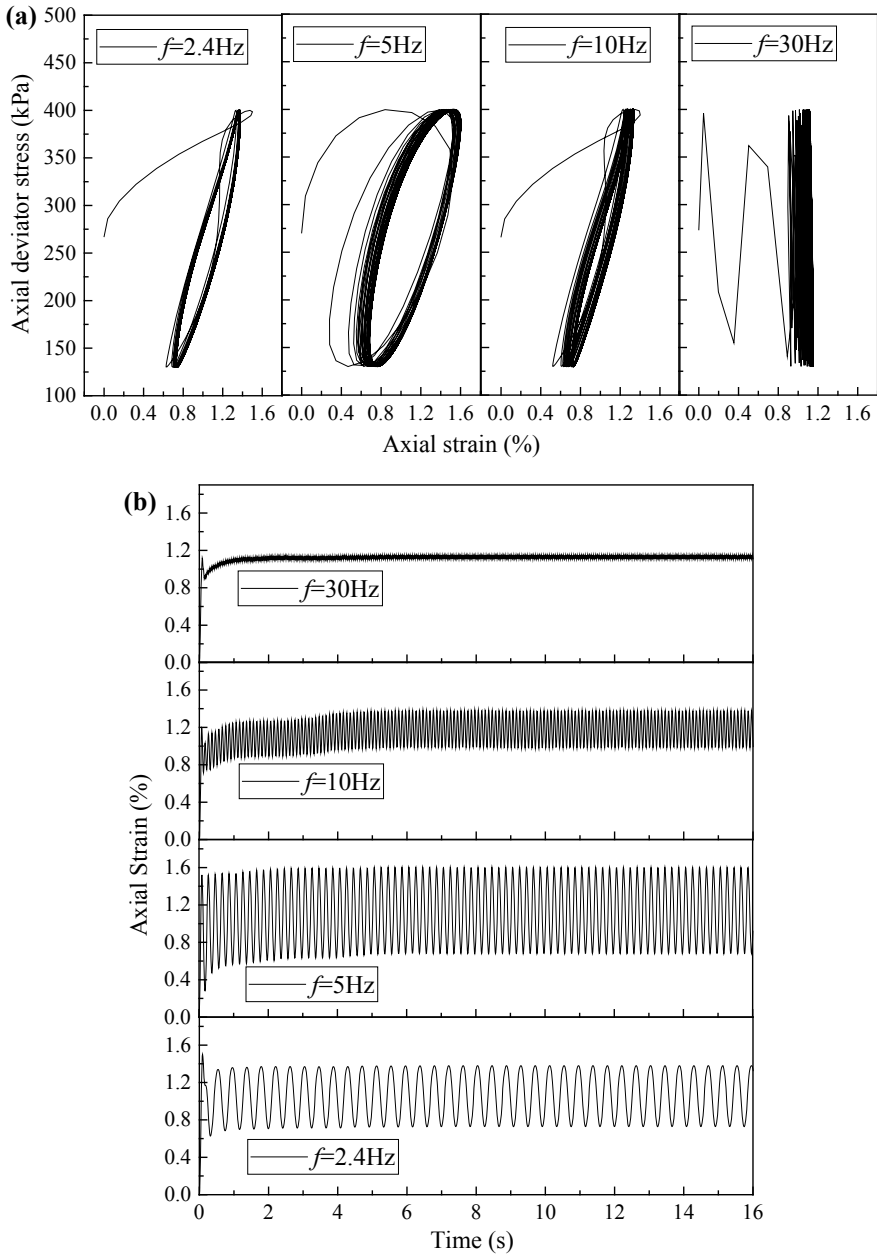 (a)
f=2.4Hz
f=5Hz
f=10Hz
f=30Hz
Axial deviator stress (kPa)
500
450
400
350
300
250
200
150
100
0.0 0.4 0.8 1.2 1.6
0.0 0.4 0.8 1.2 1.6
0.0 0.4 0.8 1.2 1.6
0.0 0.4 0.8 1.2 1.6
Axial strain (%)
(b)
Axial Strain (%)
1.6
1.2
0.8
0.4
0.0
f=30Hz
1.6
1.2
0.8
0.4
0.0
f=10Hz
1.6
1.2
0.8
0.4
0.0
f=5Hz
1.6
1.2
0.8
0.4
0.0
f=2.4Hz
0 2 4 6 8 10 12 14 16
Time (s)